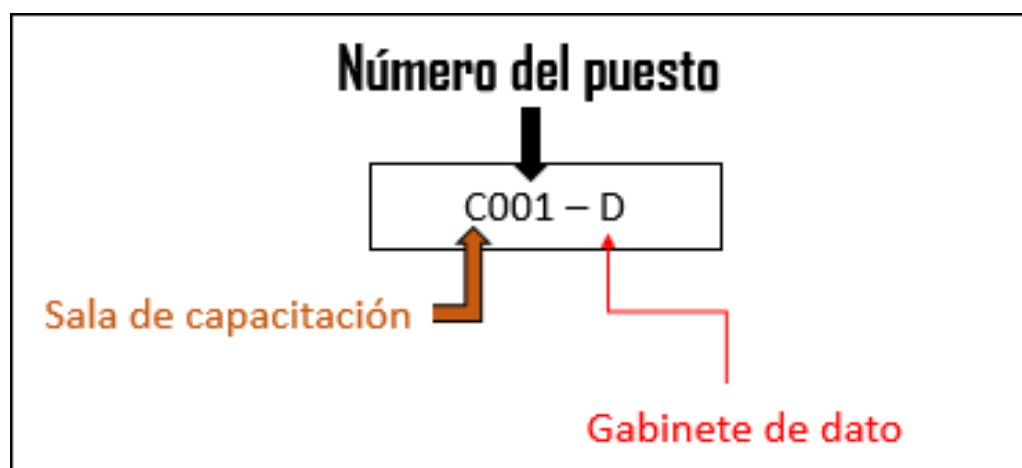 Número del puesto
C001 – D
Sala de capacitación
Gabinete de dato